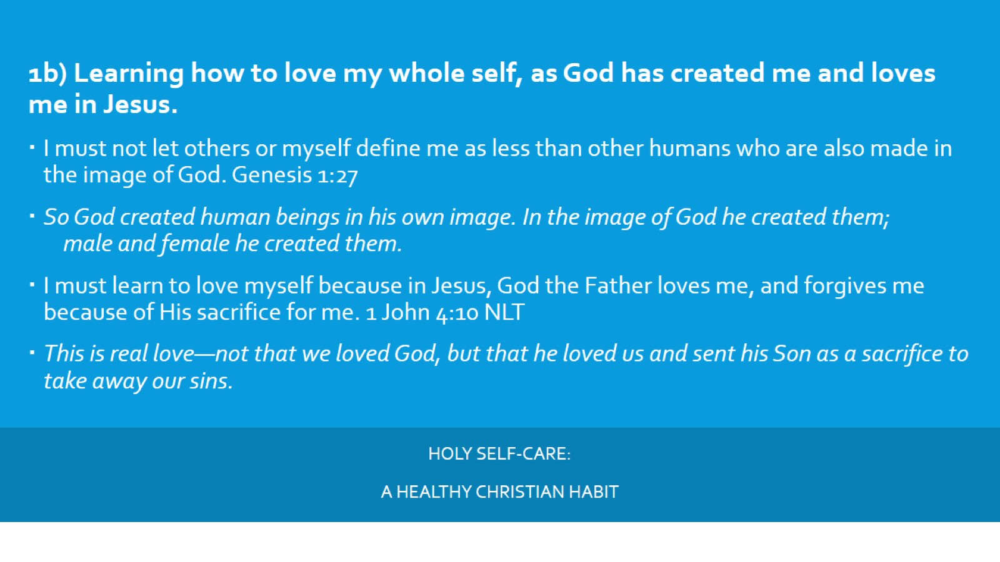 1b) Learning how to love my whole self, as God has created me and loves
me in Jesus.
▪ I must not let others or myself define me as less than other humans who are also made in
the image of God. Genesis 1:27
▪ So God created human beings in his own image. In the image of God he created them;
male and female he created them.
▪ I must learn to love myself because in Jesus, God the Father loves me, and forgives me
because of His sacrifice for me. 1 John 4:10 NLT
▪ This is real love—not that we loved God, but that he loved us and sent his Son as a sacrifice to
take away our sins.
HOLY SELF-CARE:
A HEALTHY CHRISTIAN HABIT